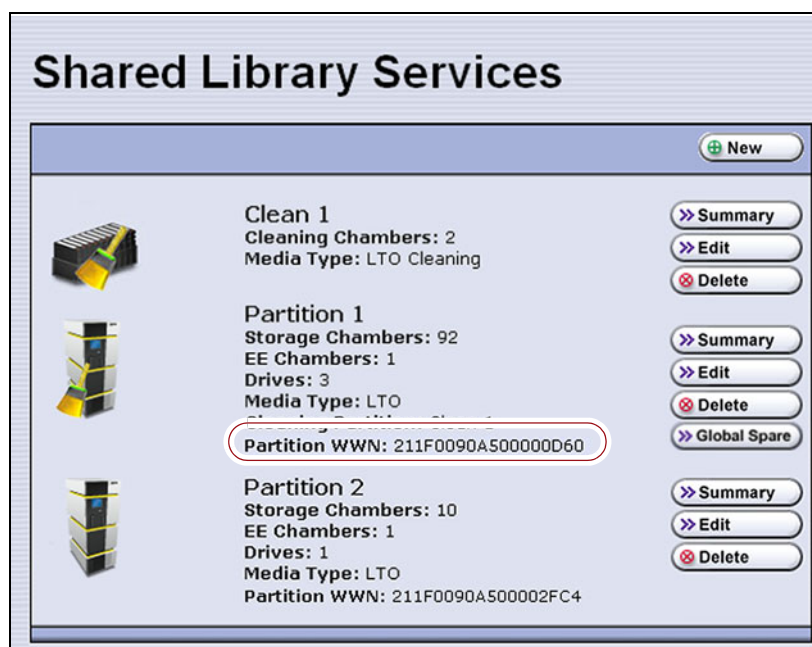 Shared Library Services
New
Clean 1
Cleaning Chambers: 2
Media Type: LTO Cleaning
Summary
Edit
Delete
Partition 1
Storage Chambers: 92
EE Chambers: 1
Drives: 3
Media Type: LTO
Partition WWN: 211F0090A500000D60
Summary
Edit
Delete
Global Spare
Partition 2
Storage Chambers: 10
EE Chambers: 1
Drives: 1
Media Type: LTO
Partition WWN: 211F0090A500002FC4
Summary
Edit
Delete